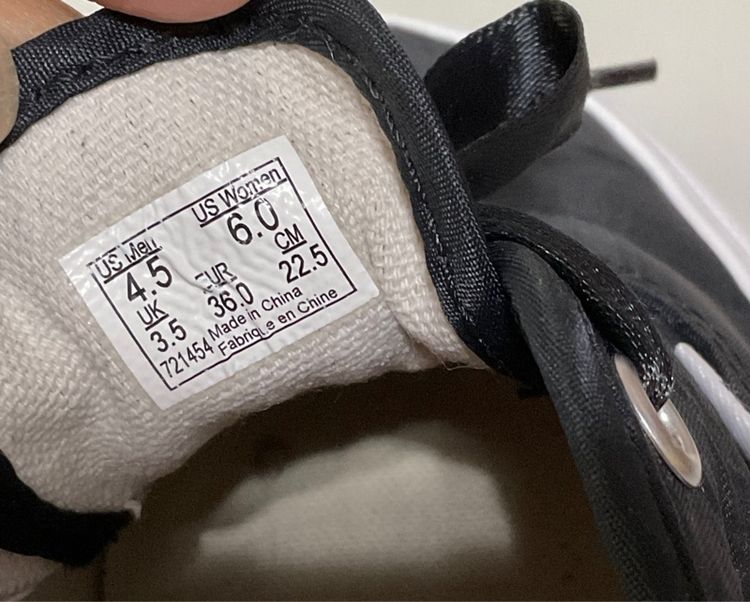 US Men US Women
4.5 6.0
UK EUR CM
3.5 36.0 22.5
721454 Made in China
Fabriqué en Chine